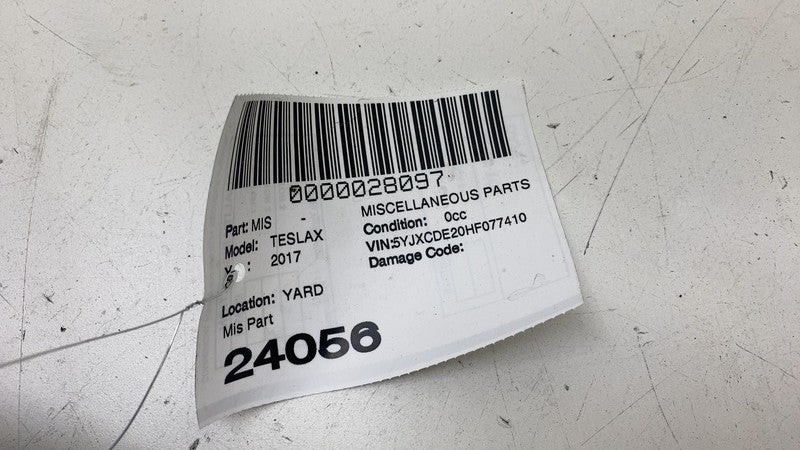 0000028097
Part: MIS - MISCELLANEOUS PARTS
Model: TESLAX Condition: 0cc
2017 VIN:5YJXCDE20HF077410
Damage Code:
Location: YARD
Mis Part
24056